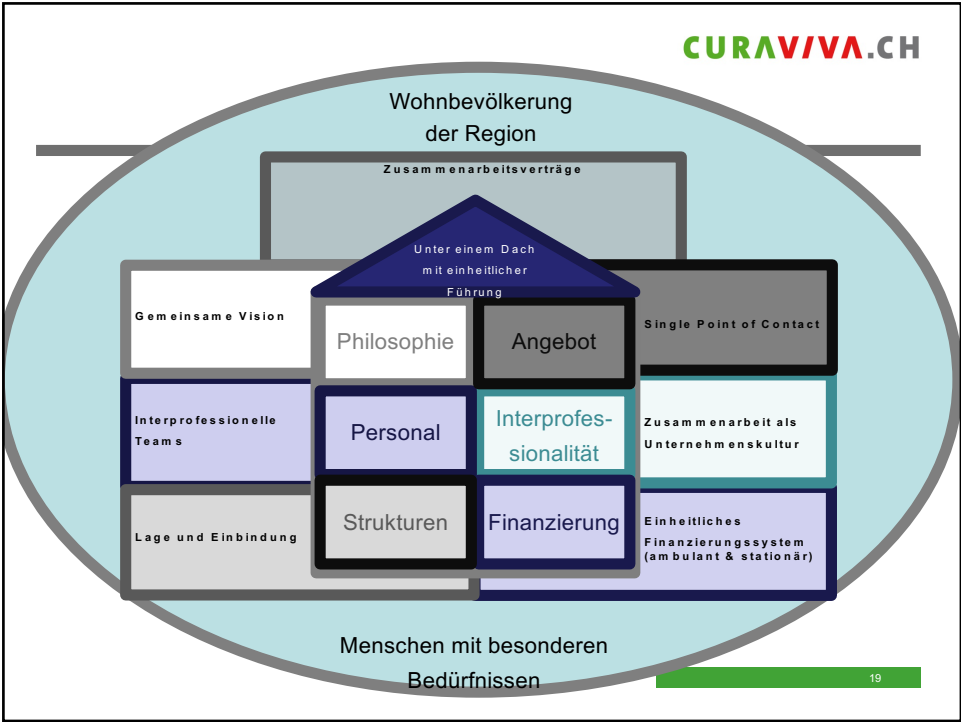 CURAVIVA.CH
Wohnbevölkerung
der Region
Zusammenarbeitsverträge
Unter einem Dach
mit einheitlicher
Führung
Gemeinsame Vision
Philosophie
Angebot
Single Point of Contact
Interprofessionelle
Teams
Personal
Interprofes-
sionalität
Zusammenarbeit als
Unternehmenskultur
Lage und Einbindung
Strukturen
Finanzierung
Einheitliches
Finanzierungssystem
(ambulant & stationär)
Menschen mit besonderen
Bedürfnissen
19